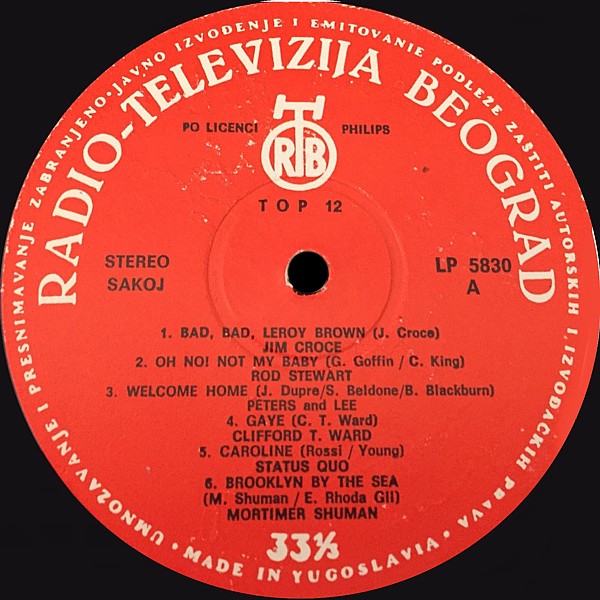 UMNOŽAVANJE I PRESNIMAVANJE ZABRANJENO • JAVNO IZVOĐENJE I EMITOVANJE PODLEŽE ZAŠTITI AUTORSKIH I IZVOĐAČKIH PRAVA • MADE IN YUGOSLAVIA •
RADIO-TELEVIZIJA BEOGRAD
PO LICENCI PHILIPS
RTB
TOP 12
STEREO
SAKOJ
LP 5830
A
1. BAD, BAD, LEROY BROWN (J. Croce)
JIM CROCE
2. OH NO! NOT MY BABY (G. Goffin / C. King)
ROD STEWART
3. WELCOME HOME (J. Dupre/S. Beldone/B. Blackburn)
PETERS and LEE
4. GAYE (C. T. Ward)
CLIFFORD T. WARD
5. CAROLINE (Rossi / Young)
STATUS QUO
6. BROOKLYN BY THE SEA
(M. Shuman / E. Rhoda Gll)
MORTIMER SHUMAN
33⅓